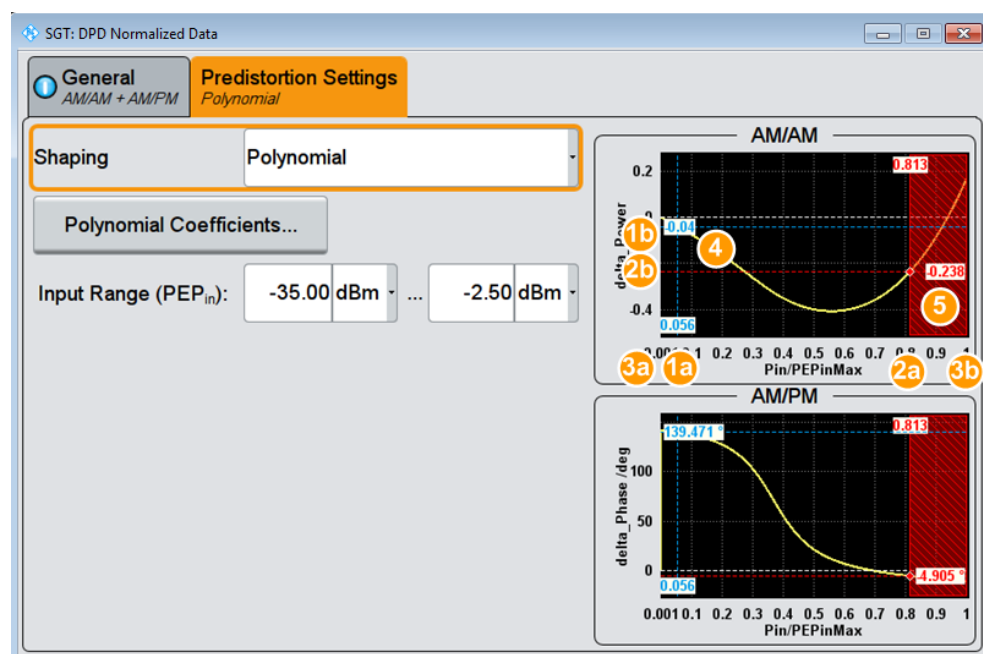 SGT: DPD Normalized Data
General
AM/AM + AM/PM
Predistortion Settings
Polynomial
Shaping
Polynomial
Polynomial Coefficients...
Input Range (PEPin): -35.00 dBm ... -2.50 dBm
AM/AM
0.813
0.2
0
-0.04
1b
4
2b
-0.238
5
-0.4
0.056
0.2 0.3 0.4 0.5 0.6 0.7 0.8 0.9 1
3a 1a 2a 3b
Pin/PEPinMax
AM/PM
0.813
139.471 °
delta_Phase /deg
100
50
0
-4.905 °
0.056
0.001 0.1 0.2 0.3 0.4 0.5 0.6 0.7 0.8 0.9 1
Pin/PEPinMax